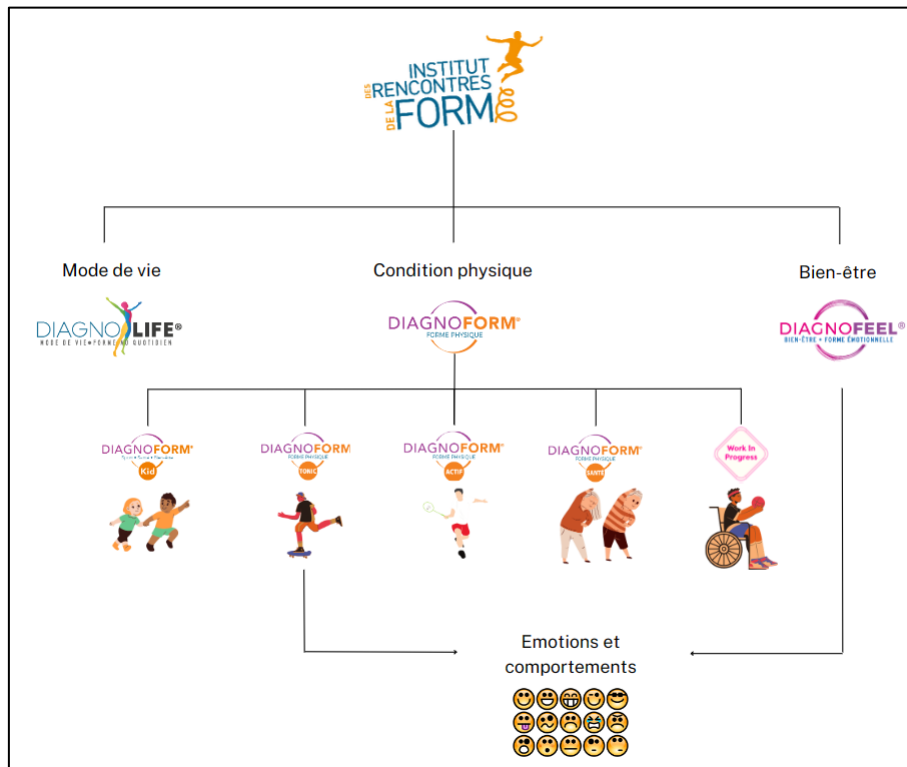 INSTITUT
DES RENCONTRES
DE LA FORM
Mode de vie
Condition physique
Bien-être
DIAGNOLIFE®
MODE DE VIE • FORME AU QUOTIDIEN
DIAGNOFORM®
FORME PHYSIQUE
DIAGNOFEEL®
BIEN-ÊTRE • FORME ÉMOTIONNELLE
DIAGNOFORM®
Kid
DIAGNOFORM
FORME PHYSIQUE
TONIC
DIAGNOFORM®
FORME PHYSIQUE
ACTIF
DIAGNOFORM®
FORME PHYSIQUE
SANTÉ
Work In
Progress
Emotions et
comportements